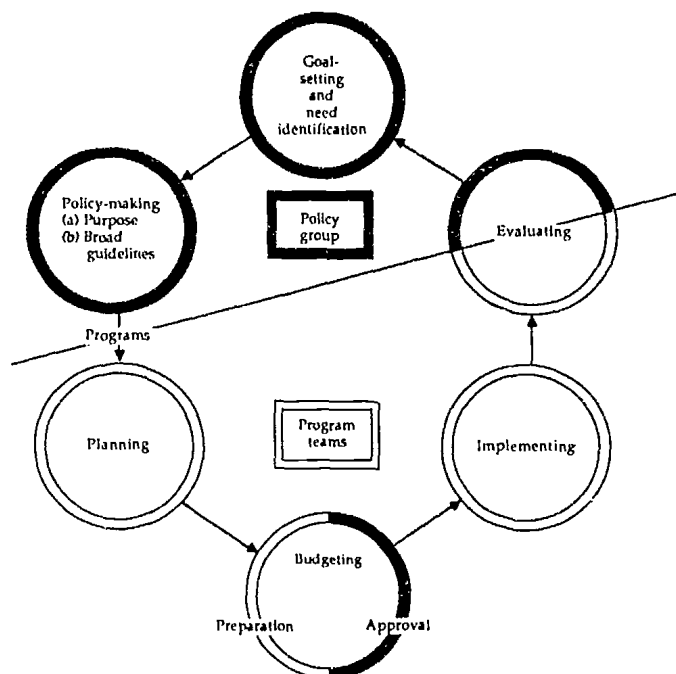 Goal-
setting
and
need
identification
Policy-making
(a) Purpose
(b) Broad
guidelines
Policy
group
Evaluating
Programs
Planning
Program
teams
Implementing
Budgeting
Preparation
Approval